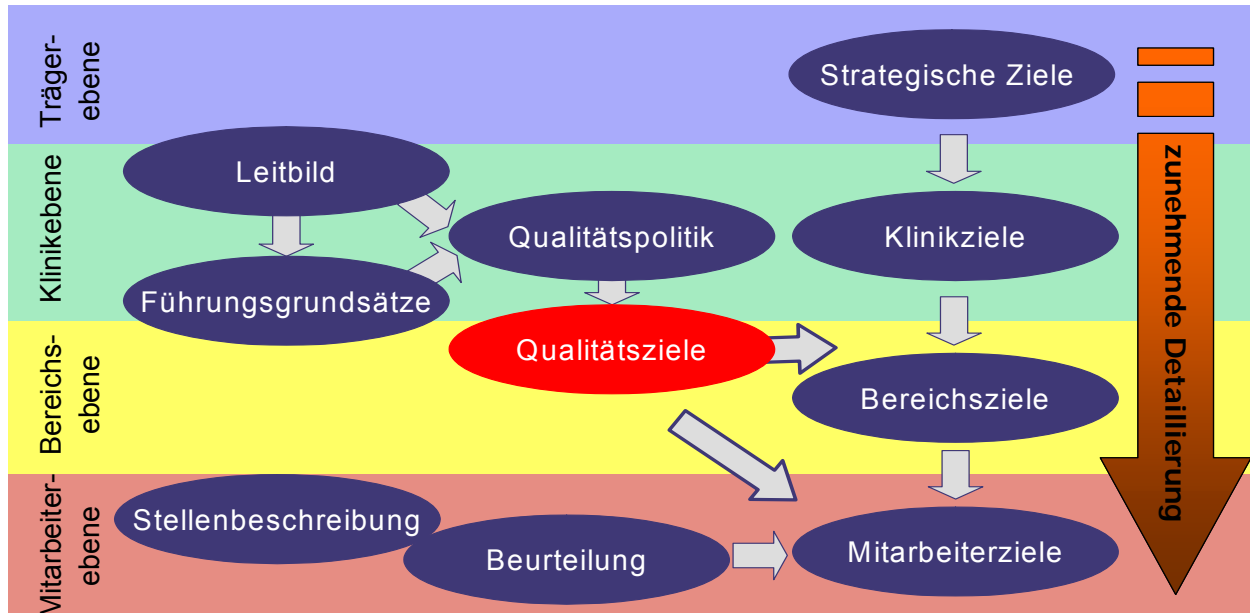 Träger-
ebene
Strategische Ziele
Klinikebene
Leitbild
Qualitätspolitik
Klinikziele
Führungsgrundsätze
Bereichs-
ebene
Qualitätsziele
Bereichsziele
Mitarbeiter-
ebene
Stellenbeschreibung
Beurteilung
Mitarbeiterziele
zunehmende Detaillierung